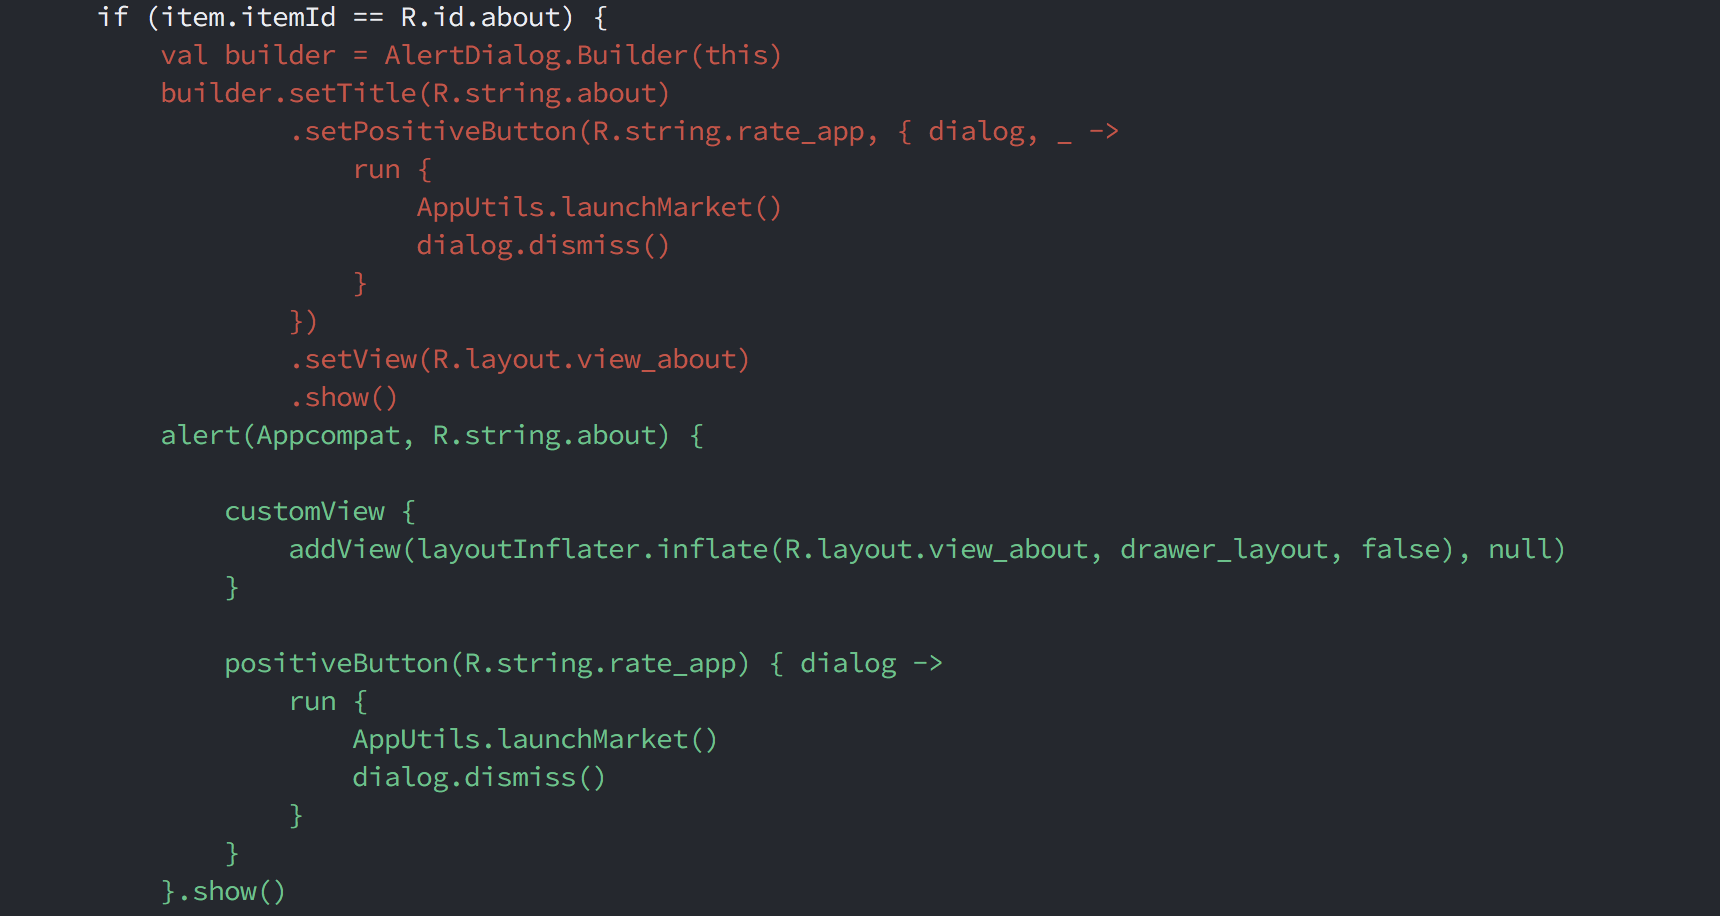 if (item.itemId == R.id.about) {
val builder = AlertDialog.Builder(this)
builder.setTitle(R.string.about)
.setPositiveButton(R.string.rate_app, { dialog, _ ->
run {
AppUtils.launchMarket()
dialog.dismiss()
}
})
.setView(R.layout.view_about)
.show()
alert(Appcompat, R.string.about) {
customView {
addView(layoutInflater.inflate(R.layout.view_about, drawer_layout, false), null)
}
positiveButton(R.string.rate_app) { dialog ->
run {
AppUtils.launchMarket()
dialog.dismiss()
}
}
}.show()